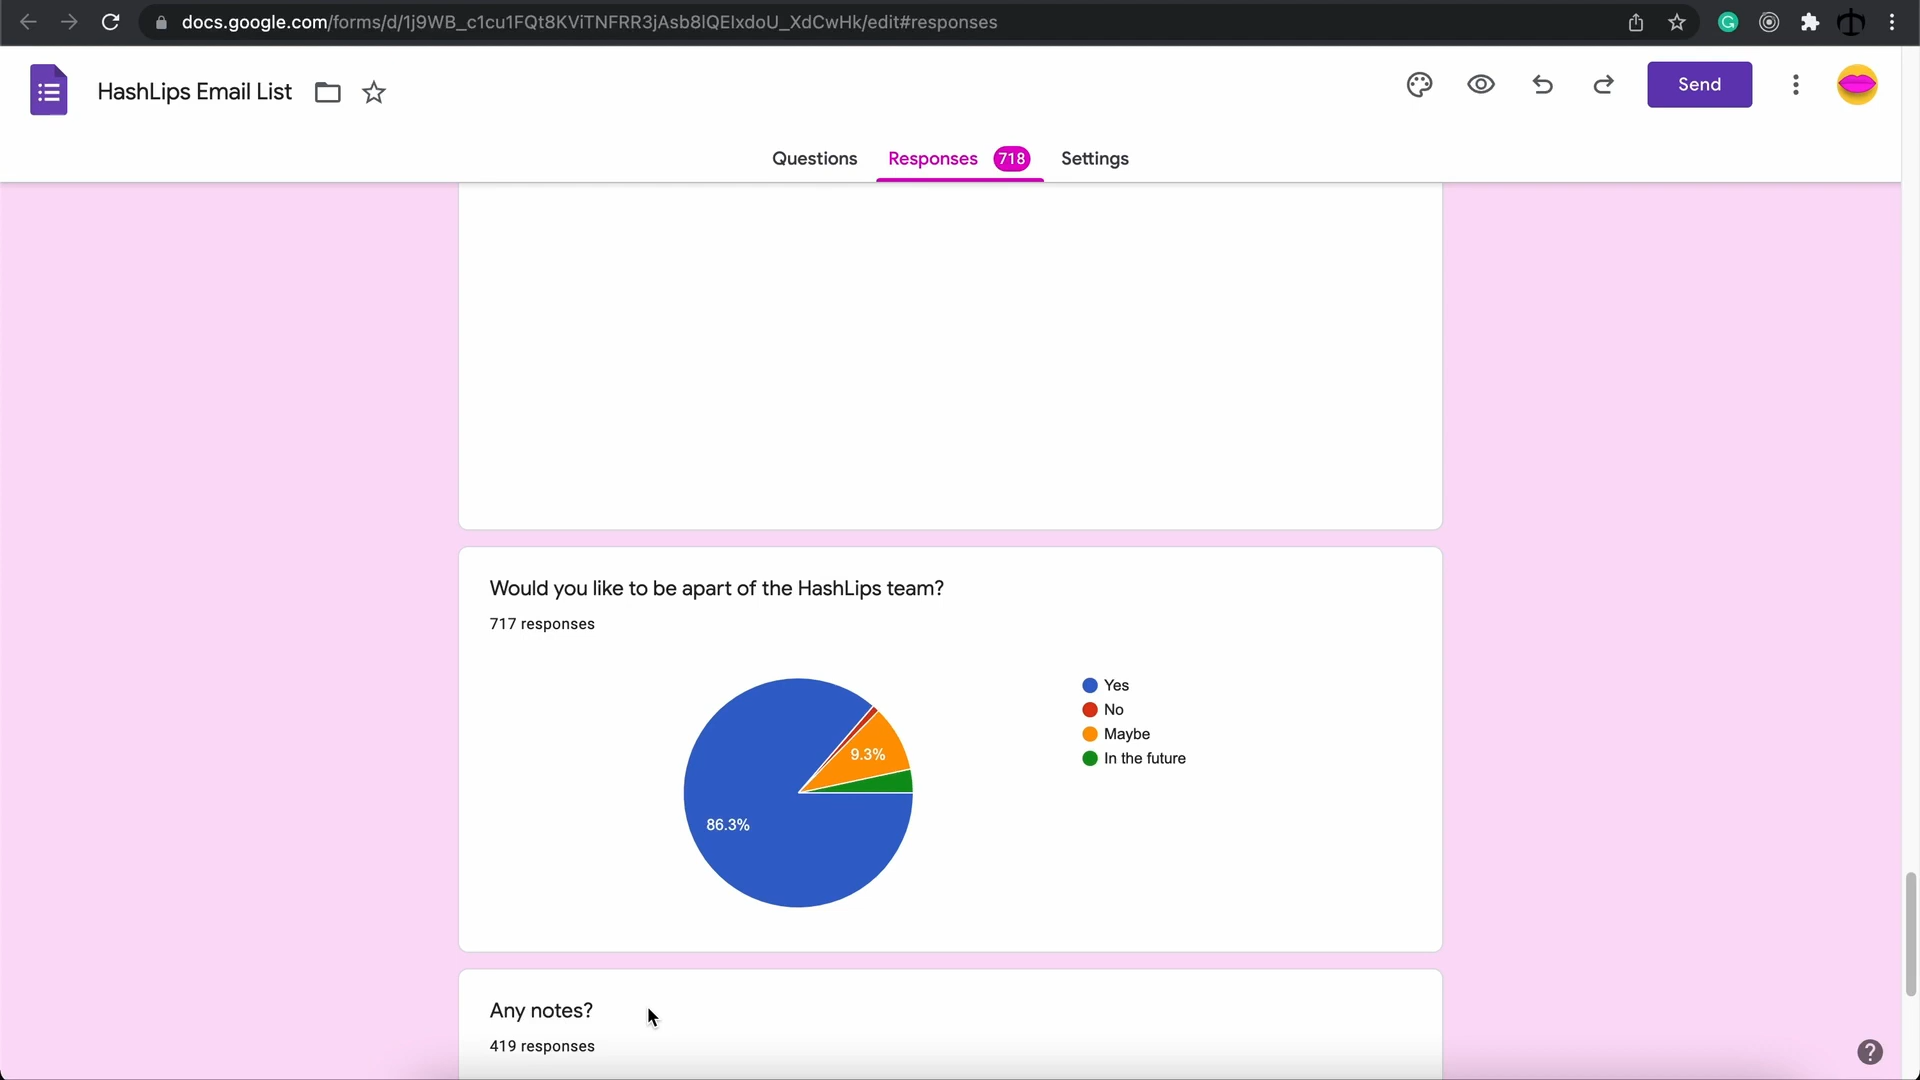 docs.google.com/forms/d/1j9WB_c1cu1FQt8KViTNFRR3jAsb8lQEIxdoU_XdCwHk/edit#responses
HashLips Email List
Send
Questions Responses 718 Settings
Would you like to be apart of the HashLips team?
717 responses
Yes
No
Maybe
In the future
9.3%
86.3%
Any notes?
419 responses